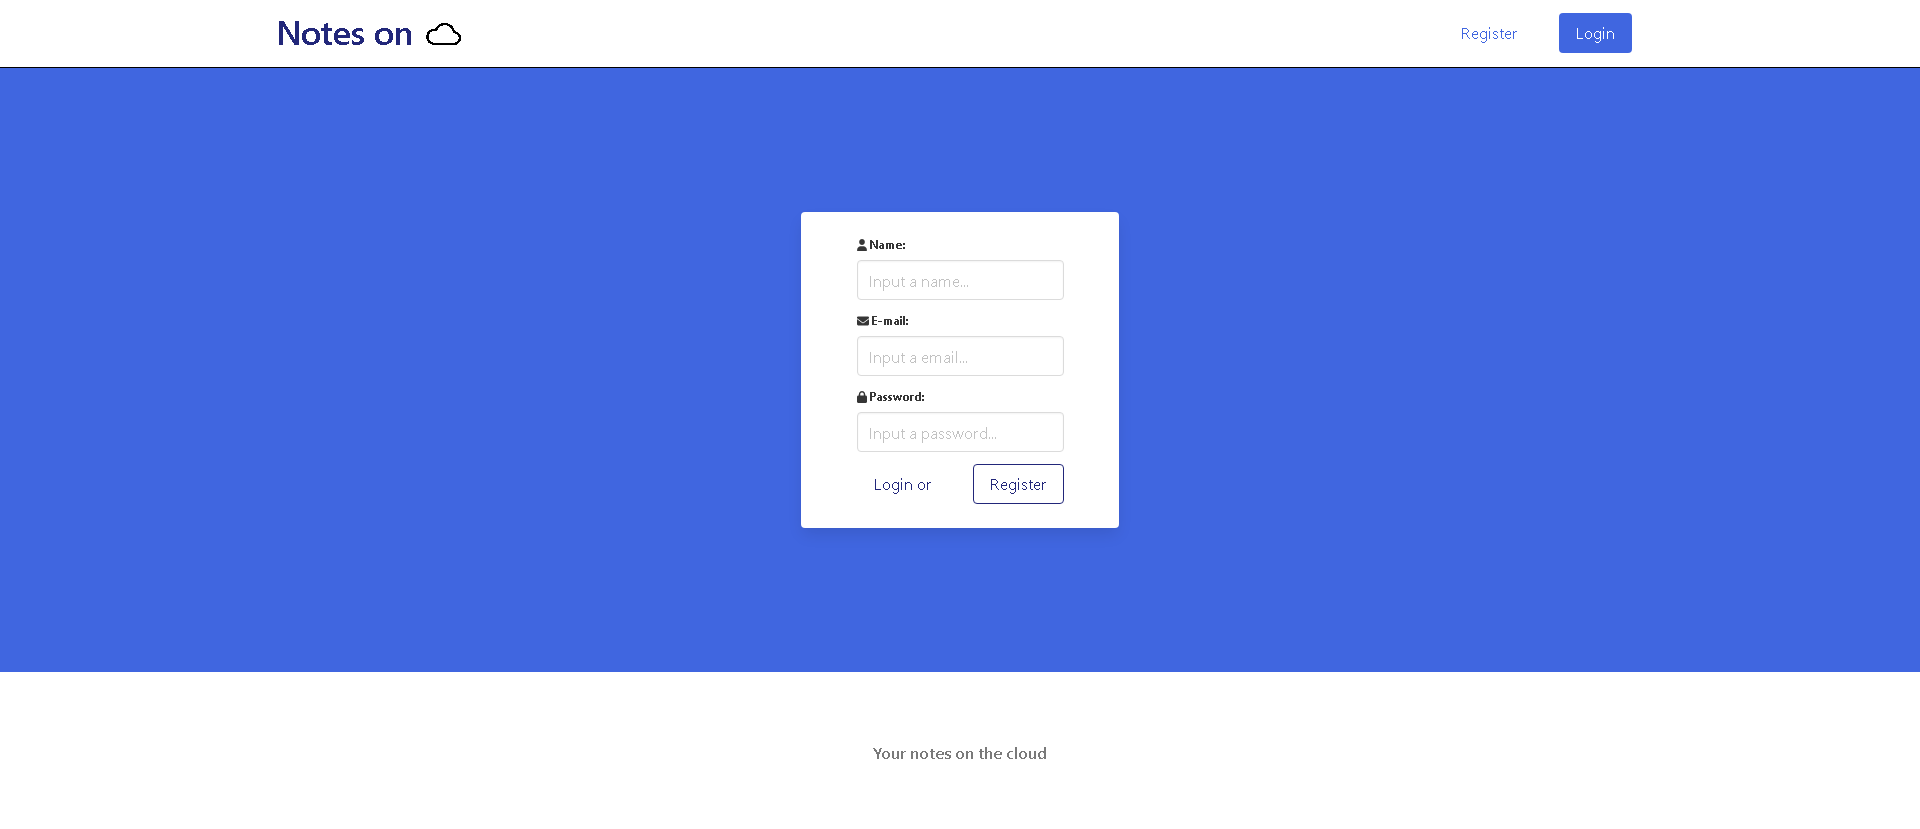 Notes on
Register
Login
Name:
Input a name...
E-mail:
Input a email...
Password:
Input a password...
Login or
Register
Your notes on the cloud